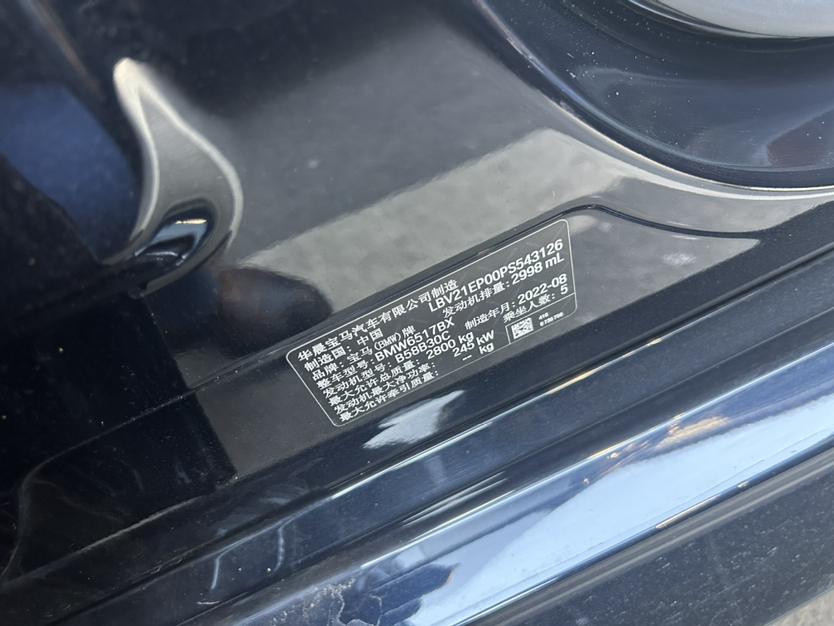 华晨宝马汽车有限公司制造
制造国：中国 LBV21EP00PS543126
品牌：宝马(BMW)牌 发动机排量：2998 mL
整车型号：BMW6517BX
发动机型号：B58B30C 制造年月：2022-08
最大允许总质量：2800 kg 乘坐人数：5
发动机最大净功率：245 kW
最大允许牵引质量：-- kg